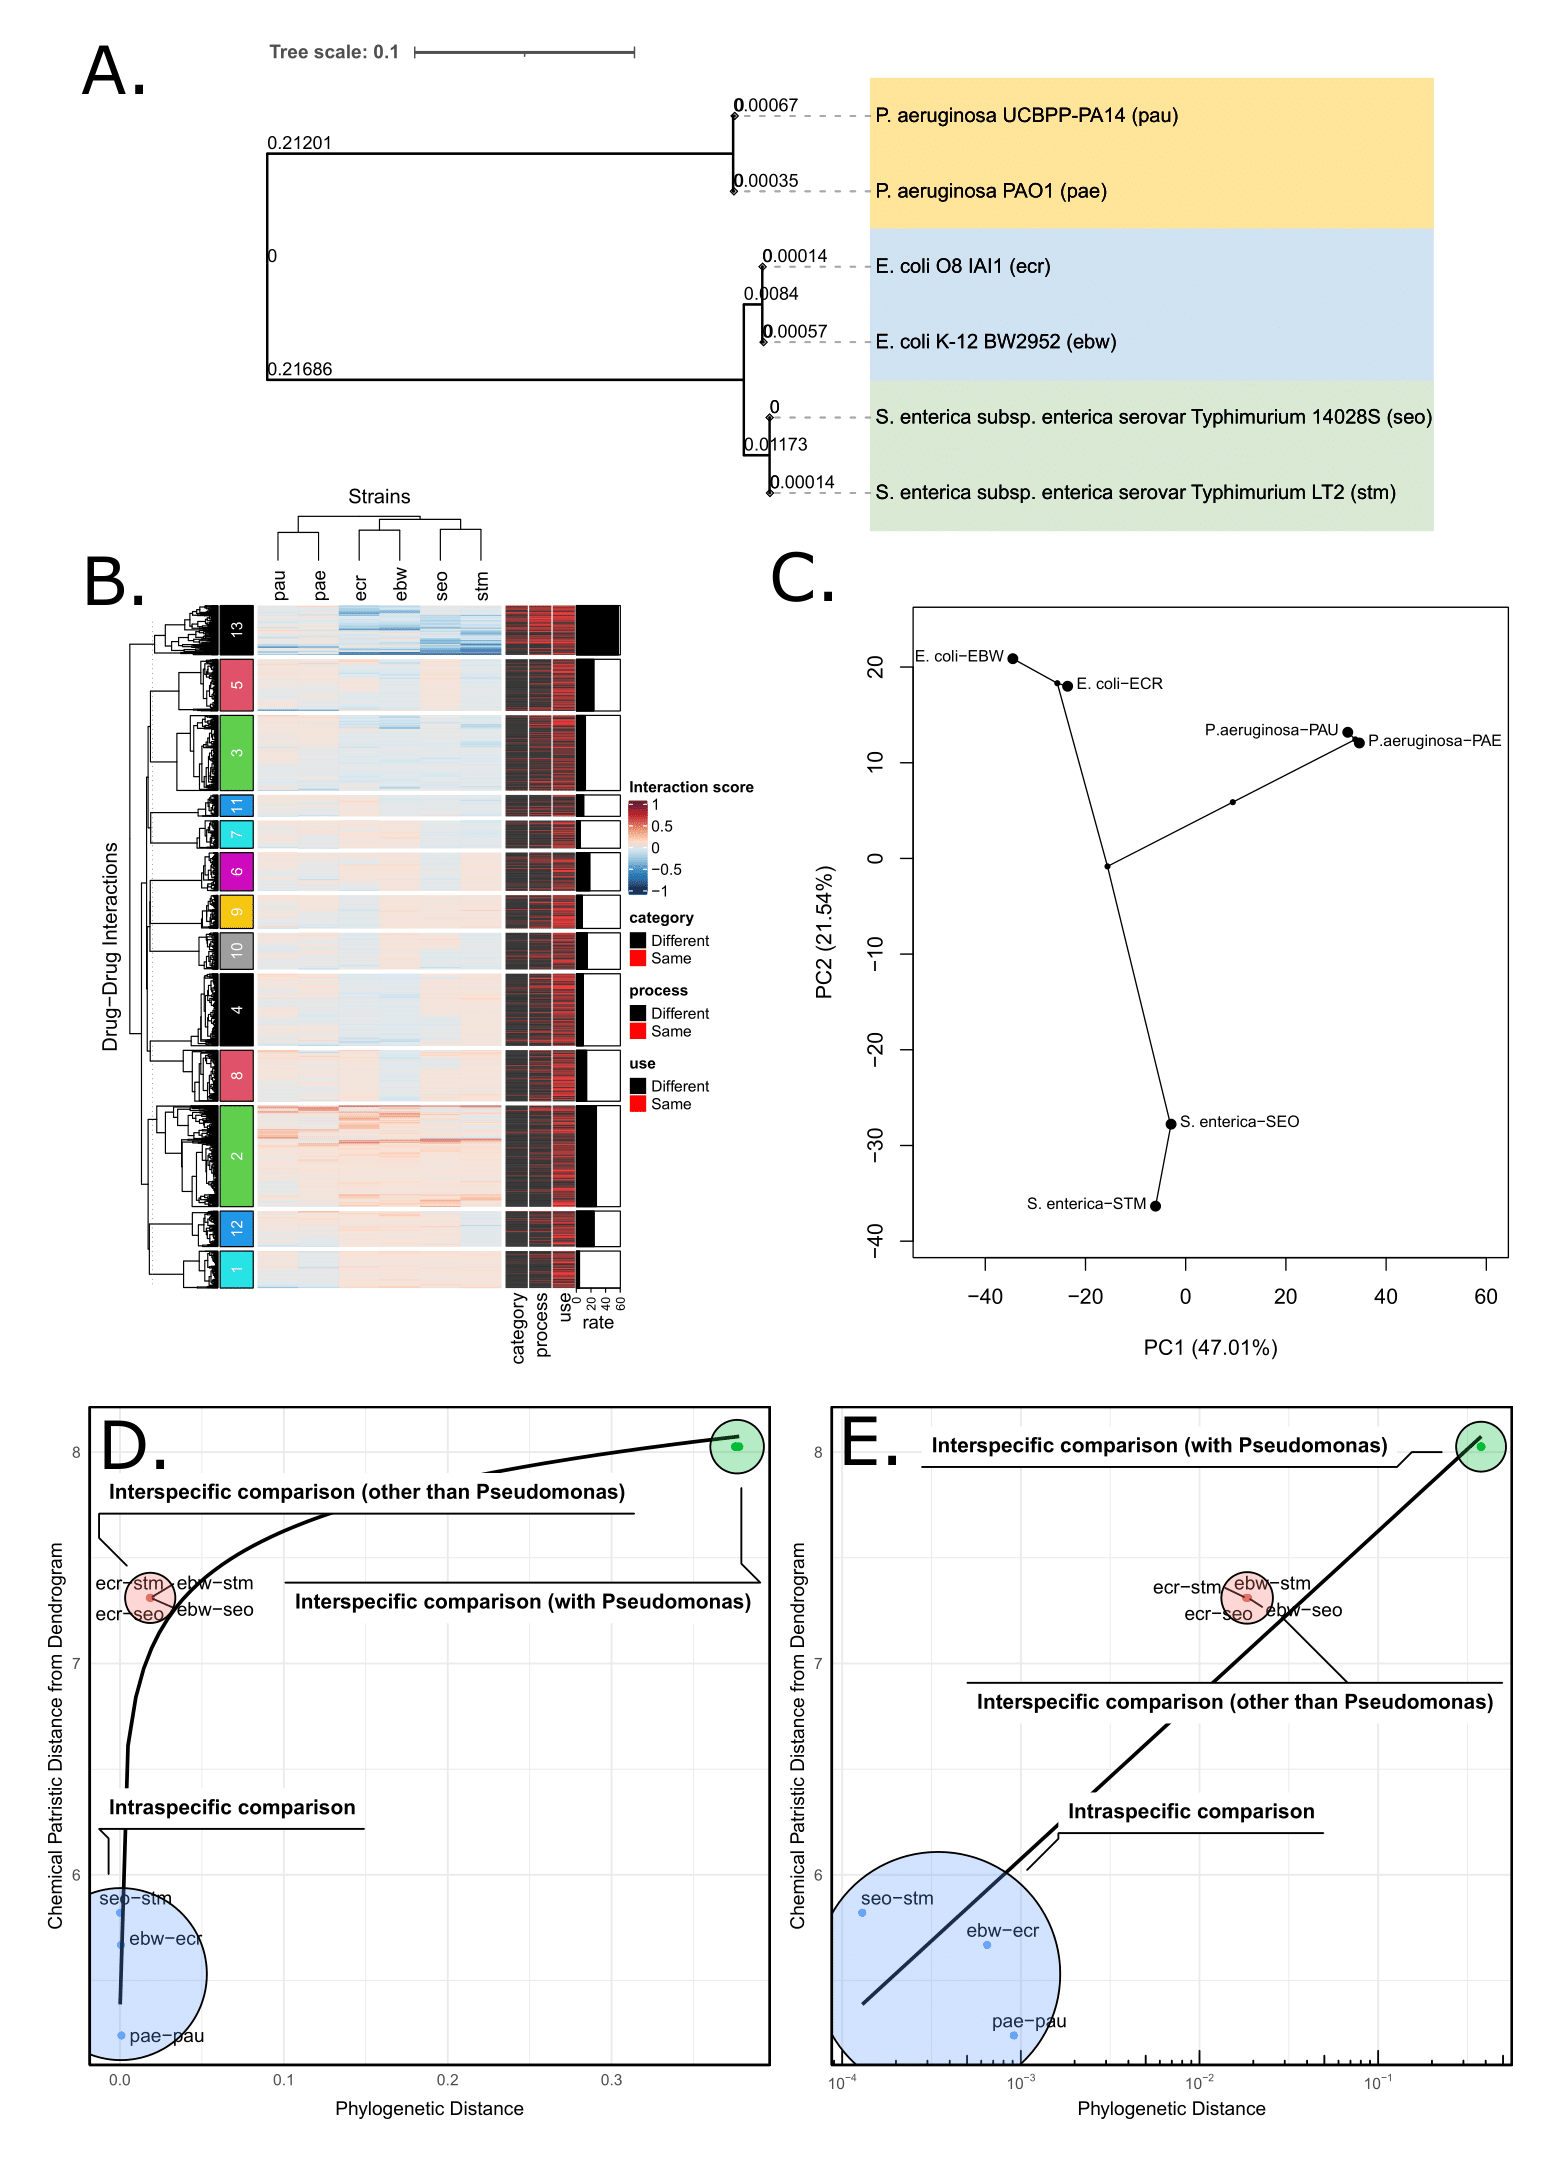 A.
Tree scale: 0.1
0.00067
P. aeruginosa UCBPP-PA14 (pau)
0.21201
0.00035
P. aeruginosa PAO1 (pae)
0
0.00014
E. coli O8 IAI1 (ecr)
0.0084
0.00057
E. coli K-12 BW2952 (ebw)
0.21686
0
S. enterica subsp. enterica serovar Typhimurium 14028S (seo)
0.01173
0.00014
S. enterica subsp. enterica serovar Typhimurium LT2 (stm)
B.
Strains
pau
pae
ecr
ebw
seo
stm
Drug−Drug Interactions
13
5
3
11
7
6
9
10
4
8
2
12
1
Interaction score
1
0.5
0
−0.5
−1
category
Different
Same
process
Different
Same
use
Different
Same
category
process
use
0
20
40
60
rate
C.
E. coli−EBW
E. coli−ECR
P.aeruginosa−PAU
P.aeruginosa−PAE
S. enterica−SEO
S. enterica−STM
PC2 (21.54%)
20
10
0
−10
−20
−30
−40
−40
−20
0
20
40
60
PC1 (47.01%)
D.
Chemical Patristic Distance from Dendrogram
8
7
6
Interspecific comparison (other than Pseudomonas)
ecr−stm
ebw−stm
ecr−seo
ebw−seo
Interspecific comparison (with Pseudomonas)
Intraspecific comparison
seo−stm
ebw−ecr
pae−pau
0.0
0.1
0.2
0.3
Phylogenetic Distance
E.
Chemical Patristic Distance from Dendrogram
8
7
6
Interspecific comparison (with Pseudomonas)
ecr−stm
ebw−stm
ecr−seo
ebw−seo
Interspecific comparison (other than Pseudomonas)
Intraspecific comparison
seo−stm
ebw−ecr
pae−pau
10−4
10−3
10−2
10−1
Phylogenetic Distance